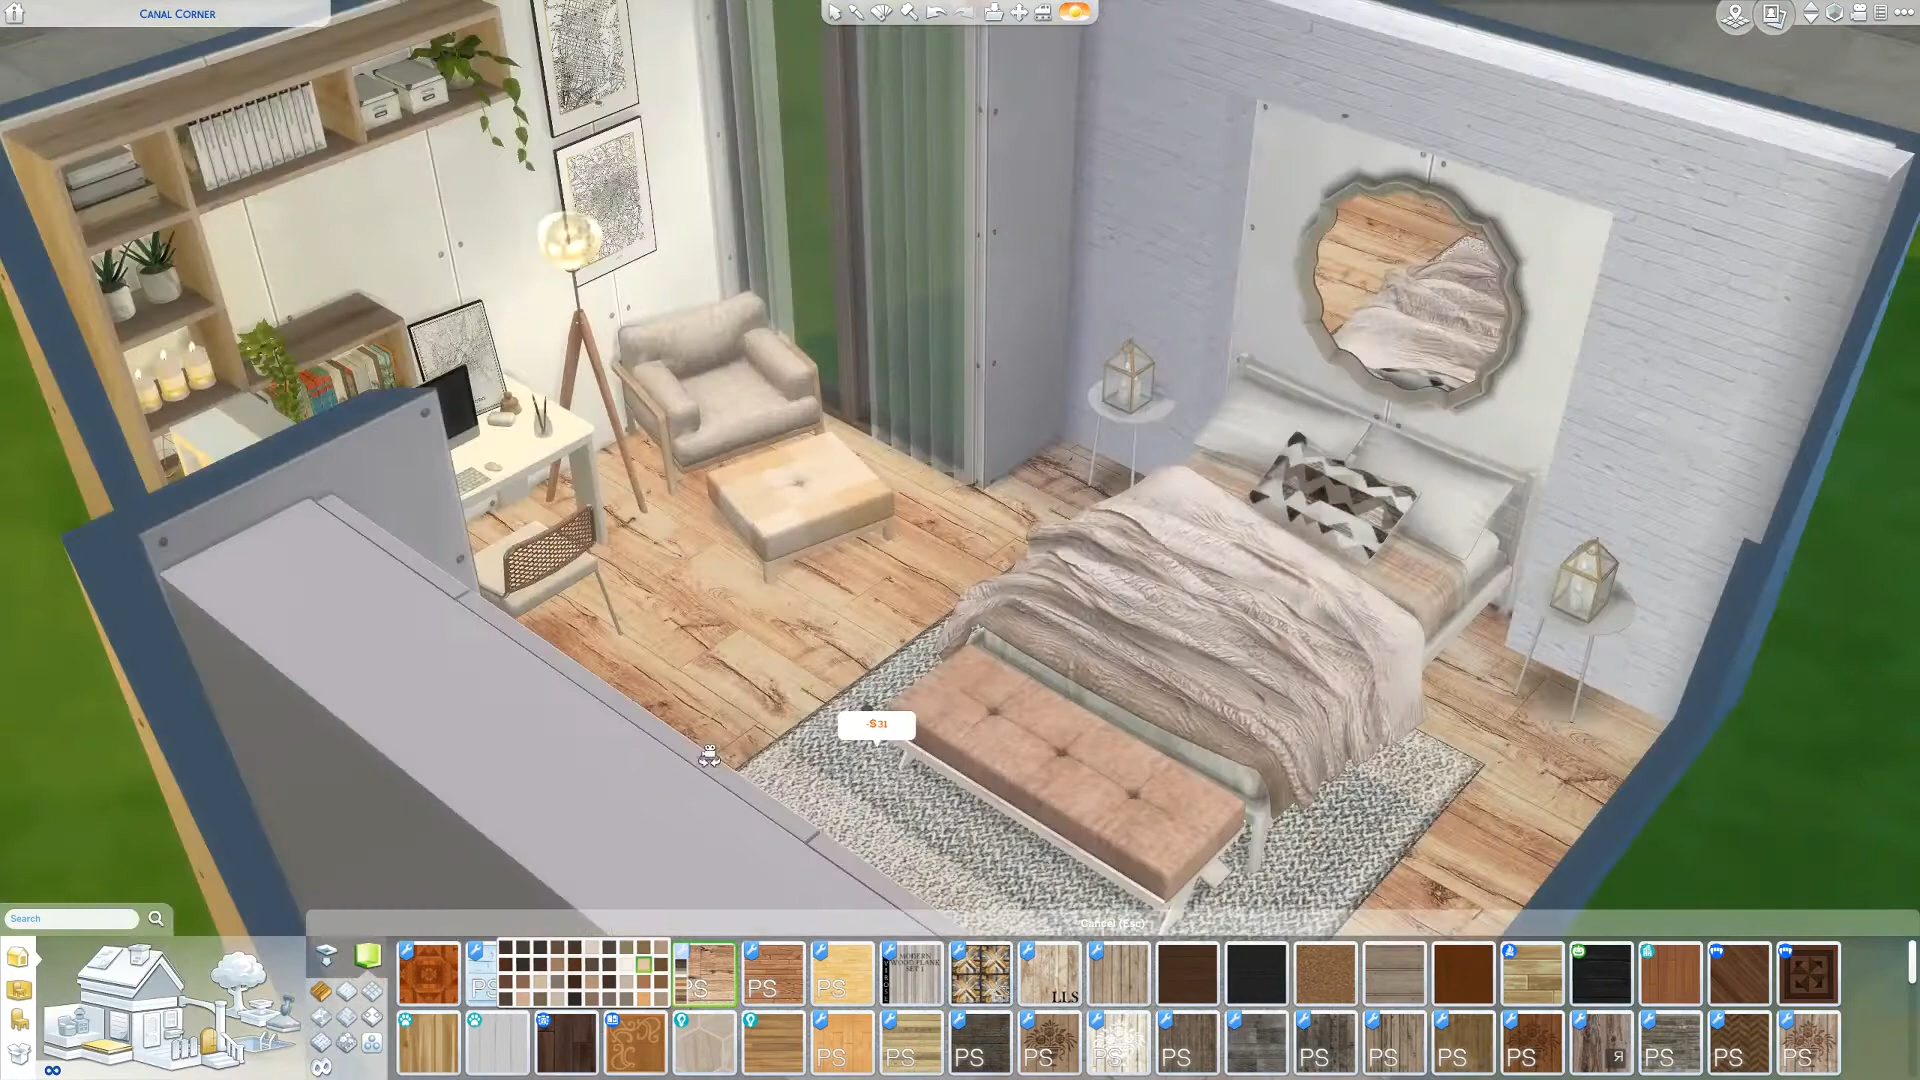 CANAL CORNER
-§31
Cancel (Esc)
Search
PS
PS
PS
PS
MODERN
WOOD PLANK
SET 1
LLS
PS
PS
PS
PS
PS
PS
PS
PS
PS
PS
Я
PS
PS
PS